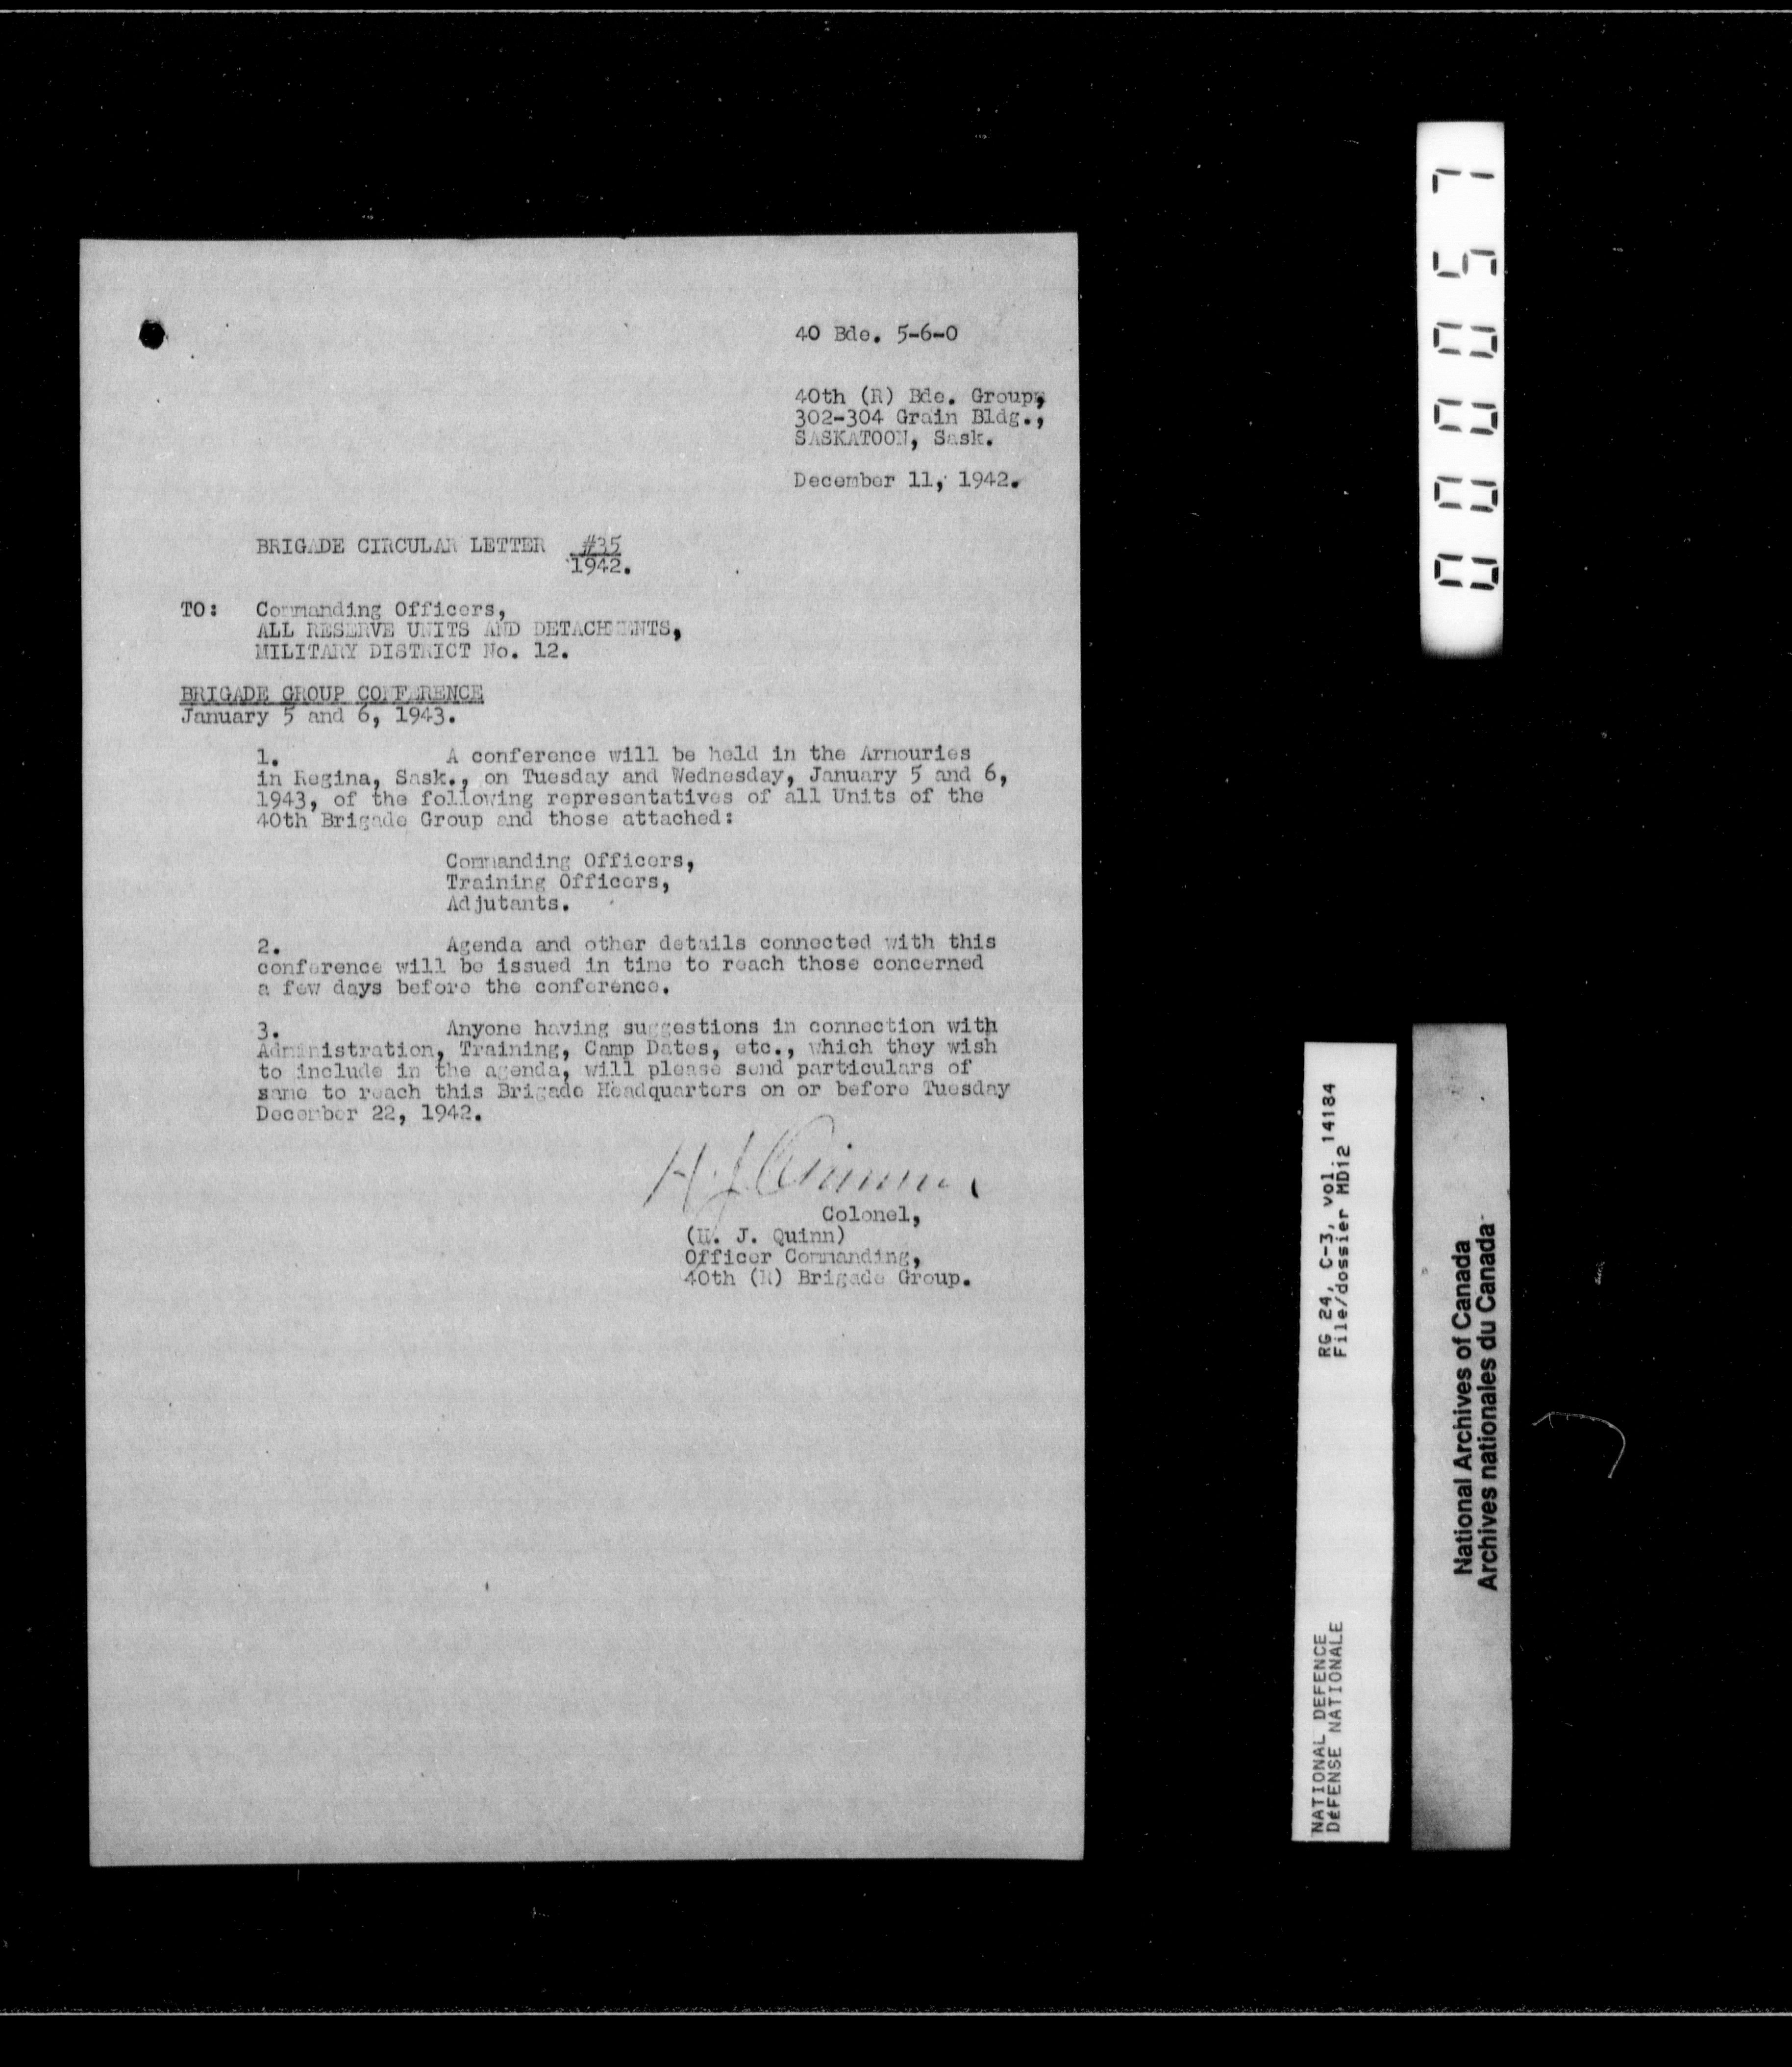 40 Bde. 5-6-0
40th (R) Bde. Group,
302-304 Grain Bldg.,
SASKATOON, Sask.
December 11, 1942.
BRIGADE CIRCULAR LETTER #35
1942.
TO: Commanding Officers,
ALL RESERVE UNITS AND DETACHMENTS,
MILITARY DISTRICT No. 12.
BRIGADE GROUP CONFERENCE
January 5 and 6, 1943.
1. A conference will be held in the Armouries
in Regina, Sask., on Tuesday and Wednesday, January 5 and 6,
1943, of the following representatives of all Units of the
40th Brigade Group and those attached:
Commanding Officers,
Training Officers,
Adjutants.
2. Agenda and other details connected with this
conference will be issued in time to reach those concerned
a few days before the conference.
3. Anyone having suggestions in connection with
Administration, Training, Camp Dates, etc., which they wish
to include in the agenda, will please send particulars of
same to reach this Brigade Headquarters on or before Tuesday
December 22, 1942.
H. J. Quinn
Colonel,
(H. J. Quinn)
Officer Commanding,
40th (R) Brigade Group.
000057
RG 24, C-3, vol. 14184
File/dossier MD12
NATIONAL DEFENCE
DÉFENSE NATIONALE
National Archives of Canada
Archives nationales du Canada